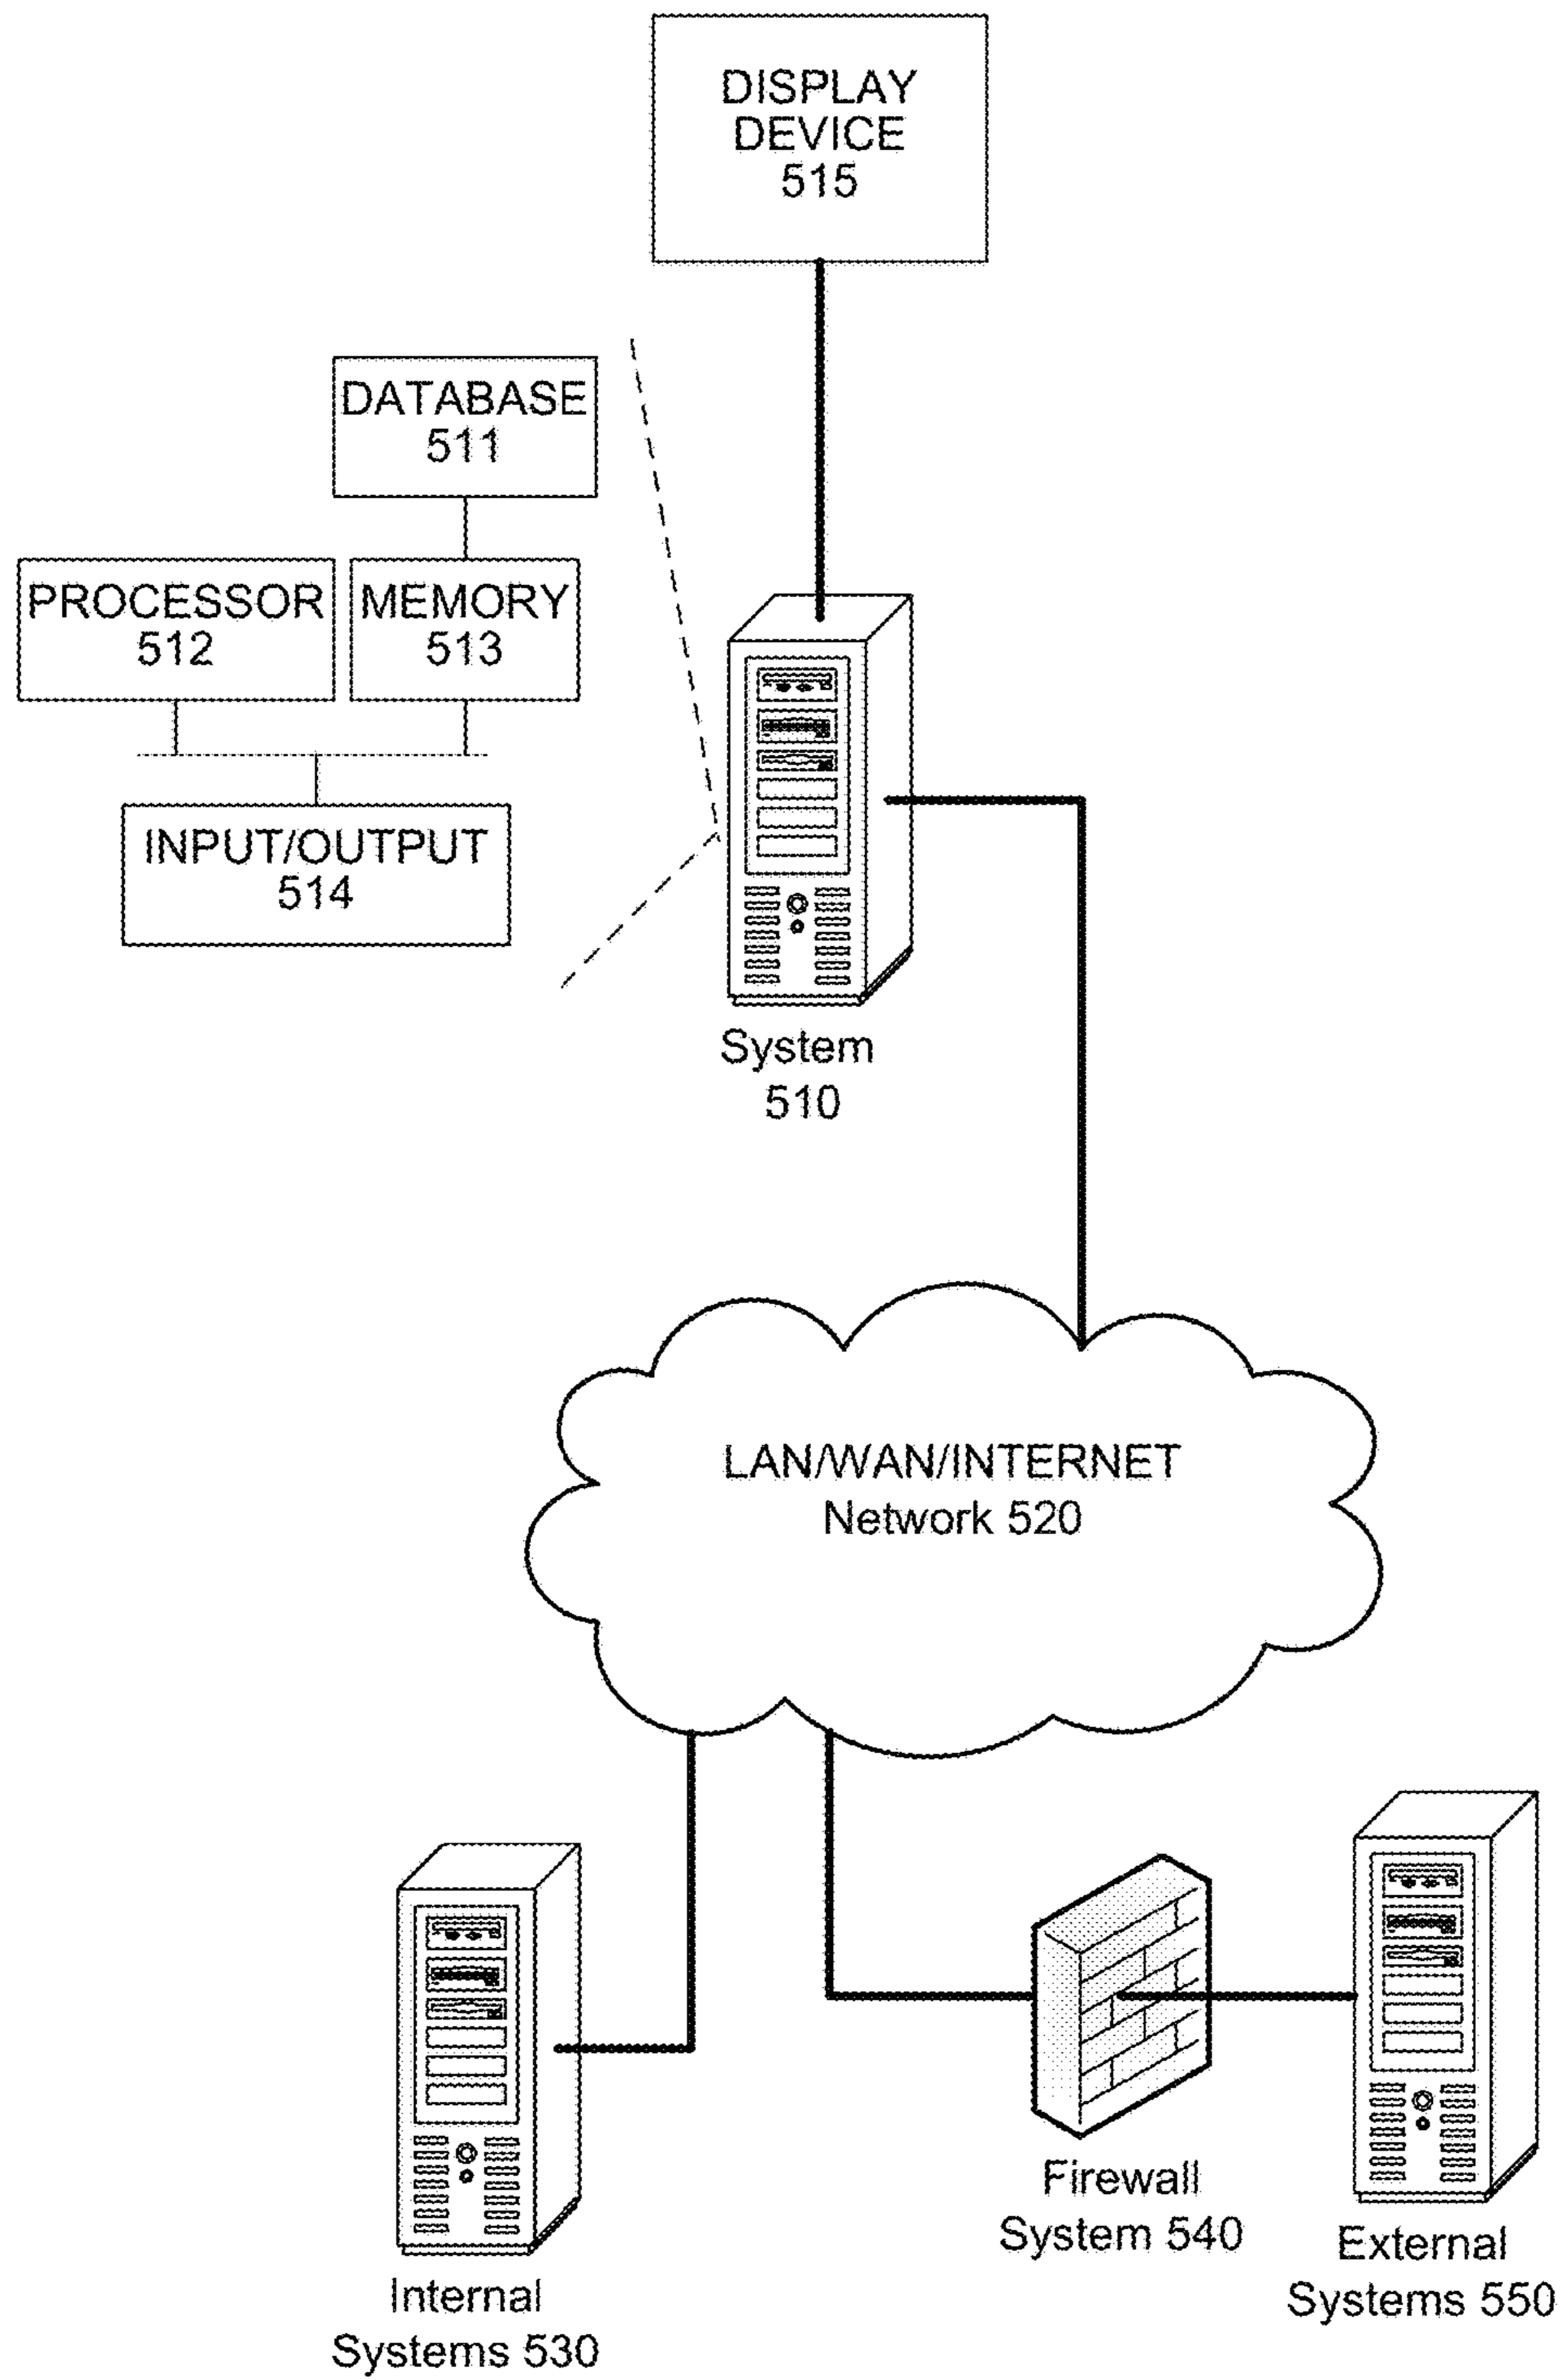 DISPLAY
DEVICE
515
DATABASE
511
PROCESSOR
512
MEMORY
513
INPUT/OUTPUT
514
System
510
LAN/WAN/INTERNET
Network 520
Internal
Systems 530
Firewall
System 540
External
Systems 550